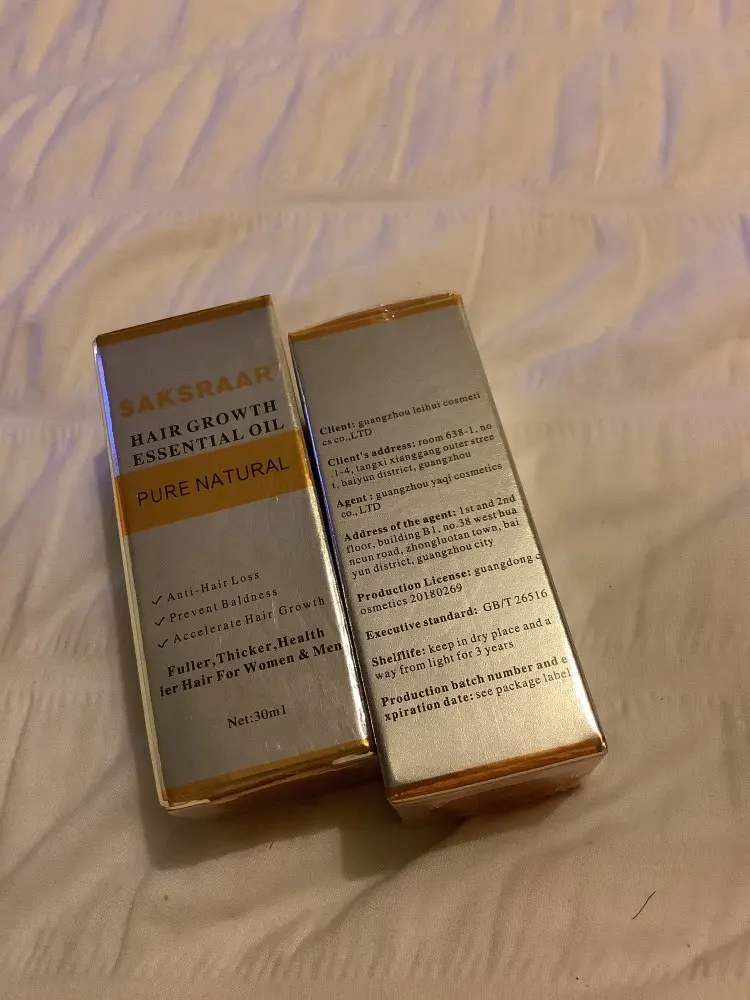 SAKSRAAR
HAIR GROWTH
ESSENTIAL OIL
PURE NATURAL
✓ Anti-Hair Loss
✓ Prevent Baldness
✓ Accelerate Hair Growth
Fuller,Thicker,Health
ier Hair For Women & Men
Net:30ml
Client: guangzhou leihui cosmeti
cs co.,LTD
Client's address: room 638-1, no
.1-4, tangxi xianggang outer stree
t, baiyun district, guangzhou
Agent : guangzhou yaqi cosmetics
co., LTD
Address of the agent: 1st and 2nd
floor, building B1, no.38 west hua
ncun road, zhongluotan town, bai
yun district, guangzhou city
Production License: guangdong c
osmetics 20180269
Executive standard: GB/T 26516
Shelflife: keep in dry place and a
way from light for 3 years
Production batch number and e
xpiration date: see package label